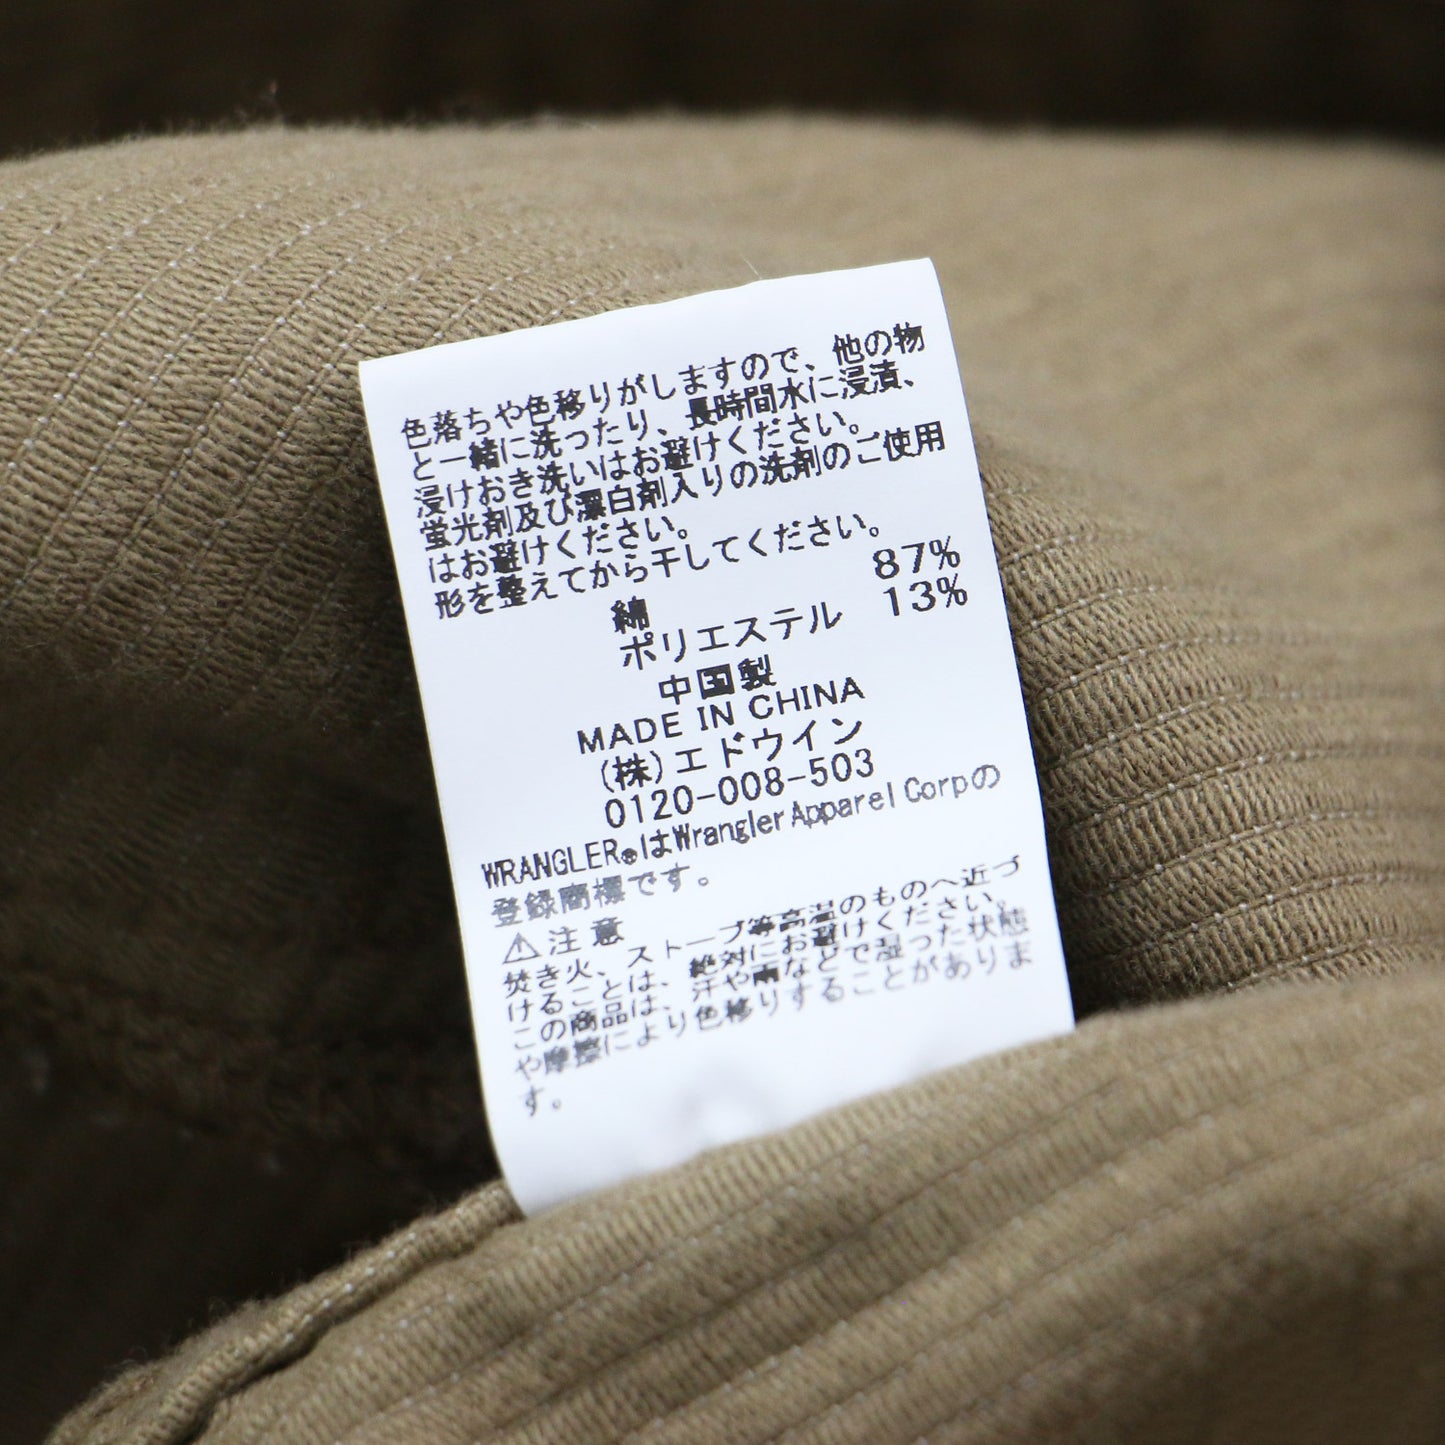 色落ちや色移りがしますので、他の物
と一緒に洗ったり、長時間水に浸漬、
浸けおき洗いはお避けください。
蛍光剤及び漂白剤入りの洗剤のご使用
はお避けください。
形を整えてから干してください。
綿 87%
ポリエステル 13%
中国製
MADE IN CHINA
(株)エドウイン
0120-008-503
WRANGLER®はWrangler Apparel Corpの
登録商標です。
⚠注意
焚き火、ストーブ等高温のものへ近づ
けることは、絶対にお避けください。
この商品は、汗や雨などで湿った状態
や摩擦により色移りすることがありま
す。